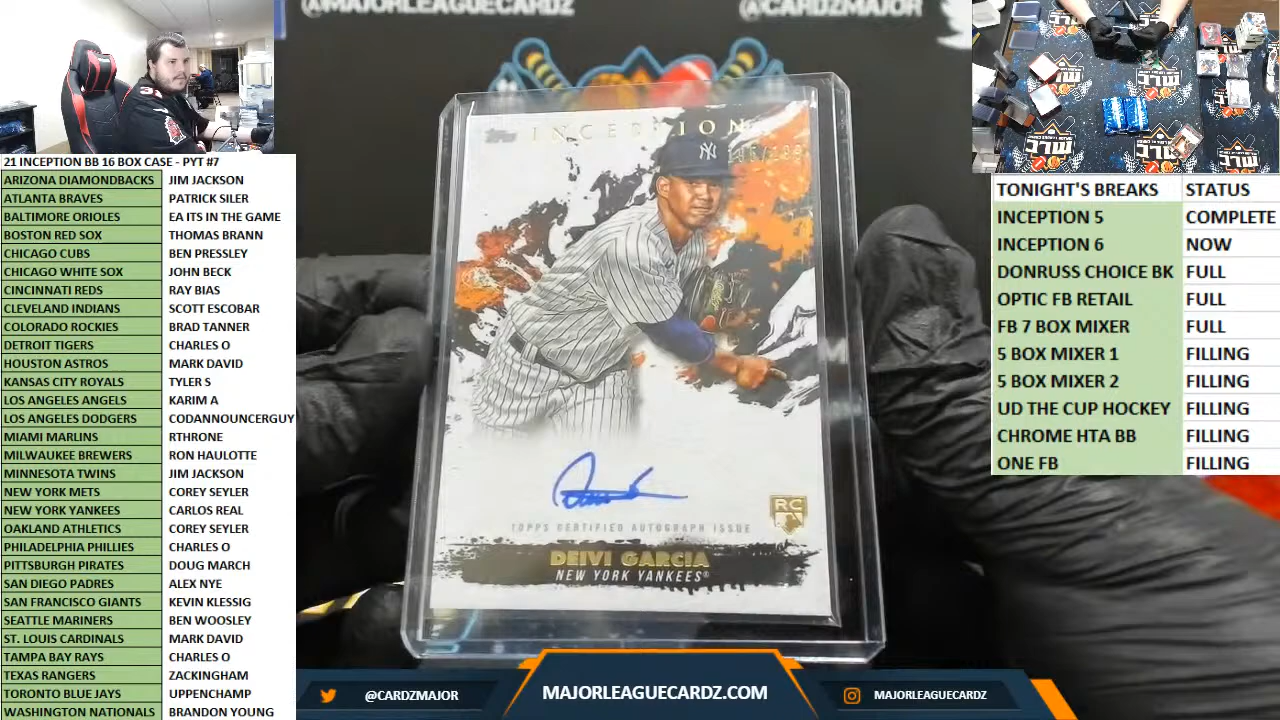 @MAJORLEAGUECARDZ
@CARDZMAJOR
21 INCEPTION BB 16 BOX CASE - PYT #7
ARIZONA DIAMONDBACKS JIM JACKSON
ATLANTA BRAVES PATRICK SILER
BALTIMORE ORIOLES EA ITS IN THE GAME
BOSTON RED SOX THOMAS BRANN
CHICAGO CUBS BEN PRESSLEY
CHICAGO WHITE SOX JOHN BECK
CINCINNATI REDS RAY BIAS
CLEVELAND INDIANS SCOTT ESCOBAR
COLORADO ROCKIES BRAD TANNER
DETROIT TIGERS CHARLES O
HOUSTON ASTROS MARK DAVID
KANSAS CITY ROYALS TYLER S
LOS ANGELES ANGELS KARIM A
LOS ANGELES DODGERS CODANNOUNCERGUY
MIAMI MARLINS RTHRONE
MILWAUKEE BREWERS RON HAULOTTE
MINNESOTA TWINS JIM JACKSON
NEW YORK METS COREY SEYLER
NEW YORK YANKEES CARLOS REAL
OAKLAND ATHLETICS COREY SEYLER
PHILADELPHIA PHILLIES CHARLES O
PITTSBURGH PIRATES DOUG MARCH
SAN DIEGO PADRES ALEX NYE
SAN FRANCISCO GIANTS KEVIN KLESSIG
SEATTLE MARINERS BEN WOOSLEY
ST. LOUIS CARDINALS MARK DAVID
TAMPA BAY RAYS CHARLES O
TEXAS RANGERS ZACKINGHAM
TORONTO BLUE JAYS UPPENCHAMP
WASHINGTON NATIONALS BRANDON YOUNG
Topps INCEPTION
NY
TOPPS CERTIFIED AUTOGRAPH ISSUE
RC
DEIVI GARCIA
NEW YORK YANKEES®
TONIGHT'S BREAKS STATUS
INCEPTION 5 COMPLETE
INCEPTION 6 NOW
DONRUSS CHOICE BK FULL
OPTIC FB RETAIL FULL
FB 7 BOX MIXER FULL
5 BOX MIXER 1 FILLING
5 BOX MIXER 2 FILLING
UD THE CUP HOCKEY FILLING
CHROME HTA BB FILLING
ONE FB FILLING
@CARDZMAJOR
MAJORLEAGUECARDZ.COM
MAJORLEAGUECARDZ